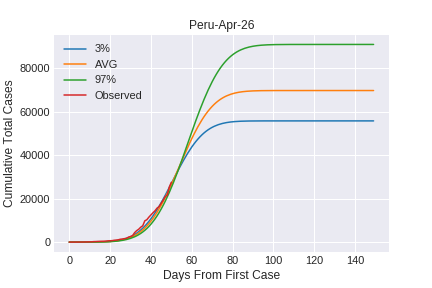 Peru-Apr-26
3%
AVG
97%
Observed
Cumulative Total Cases
80000
60000
40000
20000
0
0 20 40 60 80 100 120 140
Days From First Case